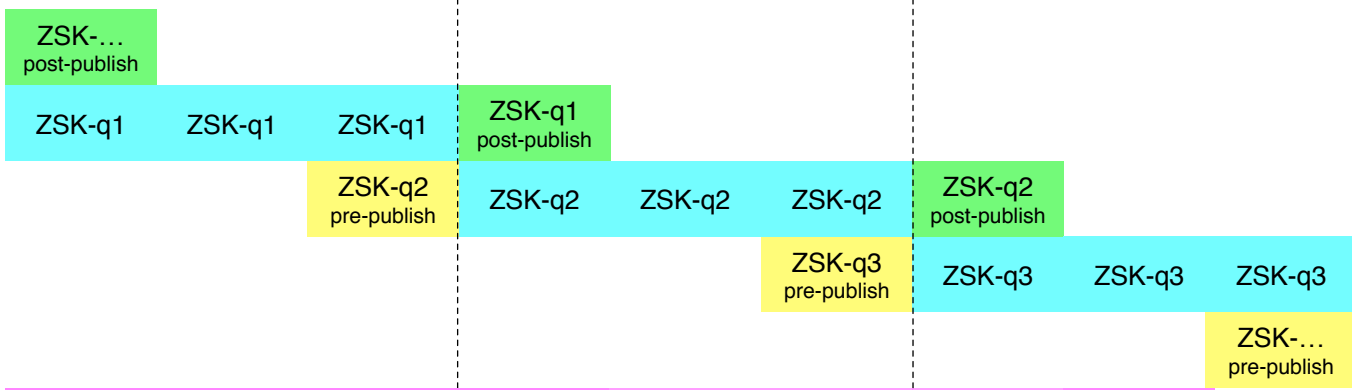 ZSK-…
post-publish
ZSK-q1 ZSK-q1 ZSK-q1 ZSK-q1
post-publish
ZSK-q2
pre-publish
ZSK-q2 ZSK-q2 ZSK-q2 ZSK-q2
post-publish
ZSK-q3
pre-publish
ZSK-q3 ZSK-q3 ZSK-q3
ZSK-…
pre-publish